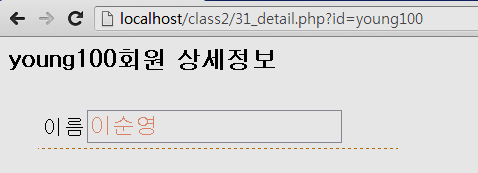 localhost/class2/31_detail.php?id=young100
young100회원 상세정보
이름 이순영